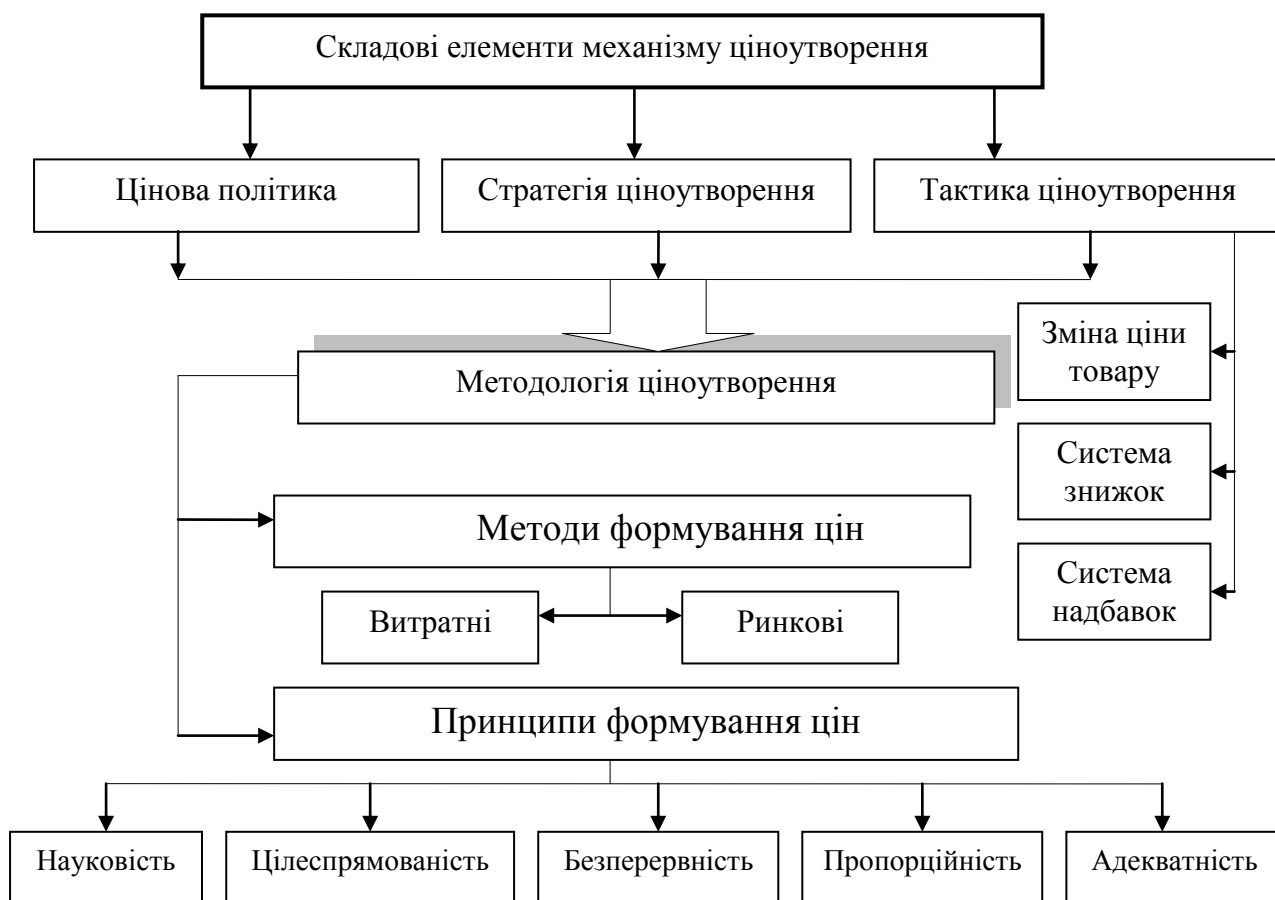 Складові елементи механізму ціноутворення
Цінова політика
Стратегія ціноутворення
Тактика ціноутворення
Зміна ціни
товару
Методологія ціноутворення
Система
знижок
Методи формування цін
Система
надбавок
Витратні
Ринкові
Принципи формування цін
Науковість
Цілеспрямованість
Безперервність
Пропорційність
Адекватність